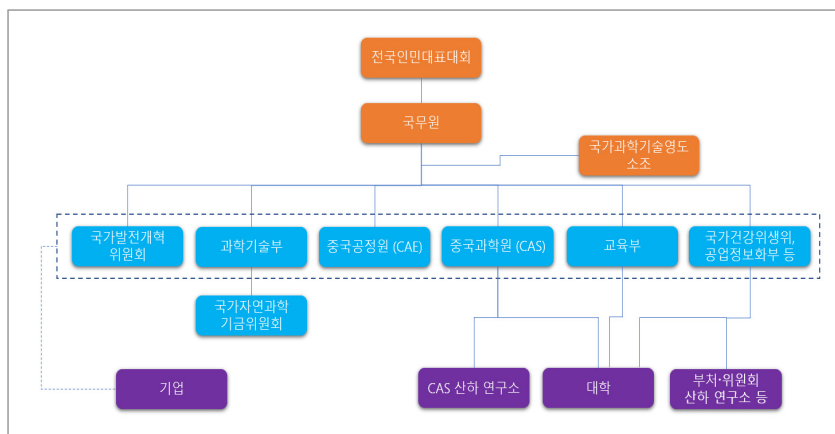 전국인민대표대회
국무원
국가과학기술영도
소조
국가발전개혁
위원회
과학기술부
중국공정원 (CAE)
중국과학원 (CAS)
교육부
국가건강위생위,
공업정보화부 등
국가자연과학
기금위원회
기업
CAS 산하 연구소
대학
부처·위원회
산하 연구소 등